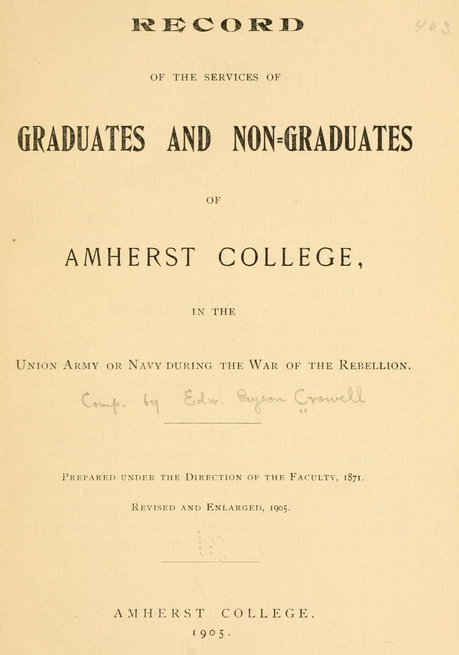 RECORD
403
OF THE SERVICES OF
GRADUATES AND NON-GRADUATES
OF
AMHERST COLLEGE,
IN THE
UNION ARMY OR NAVY DURING THE WAR OF THE REBELLION.
Comp. by Edw. Payson Crowell
PREPARED UNDER THE DIRECTION OF THE FACULTY, 1871.
REVISED AND ENLARGED, 1905.
AMHERST COLLEGE.
1905.